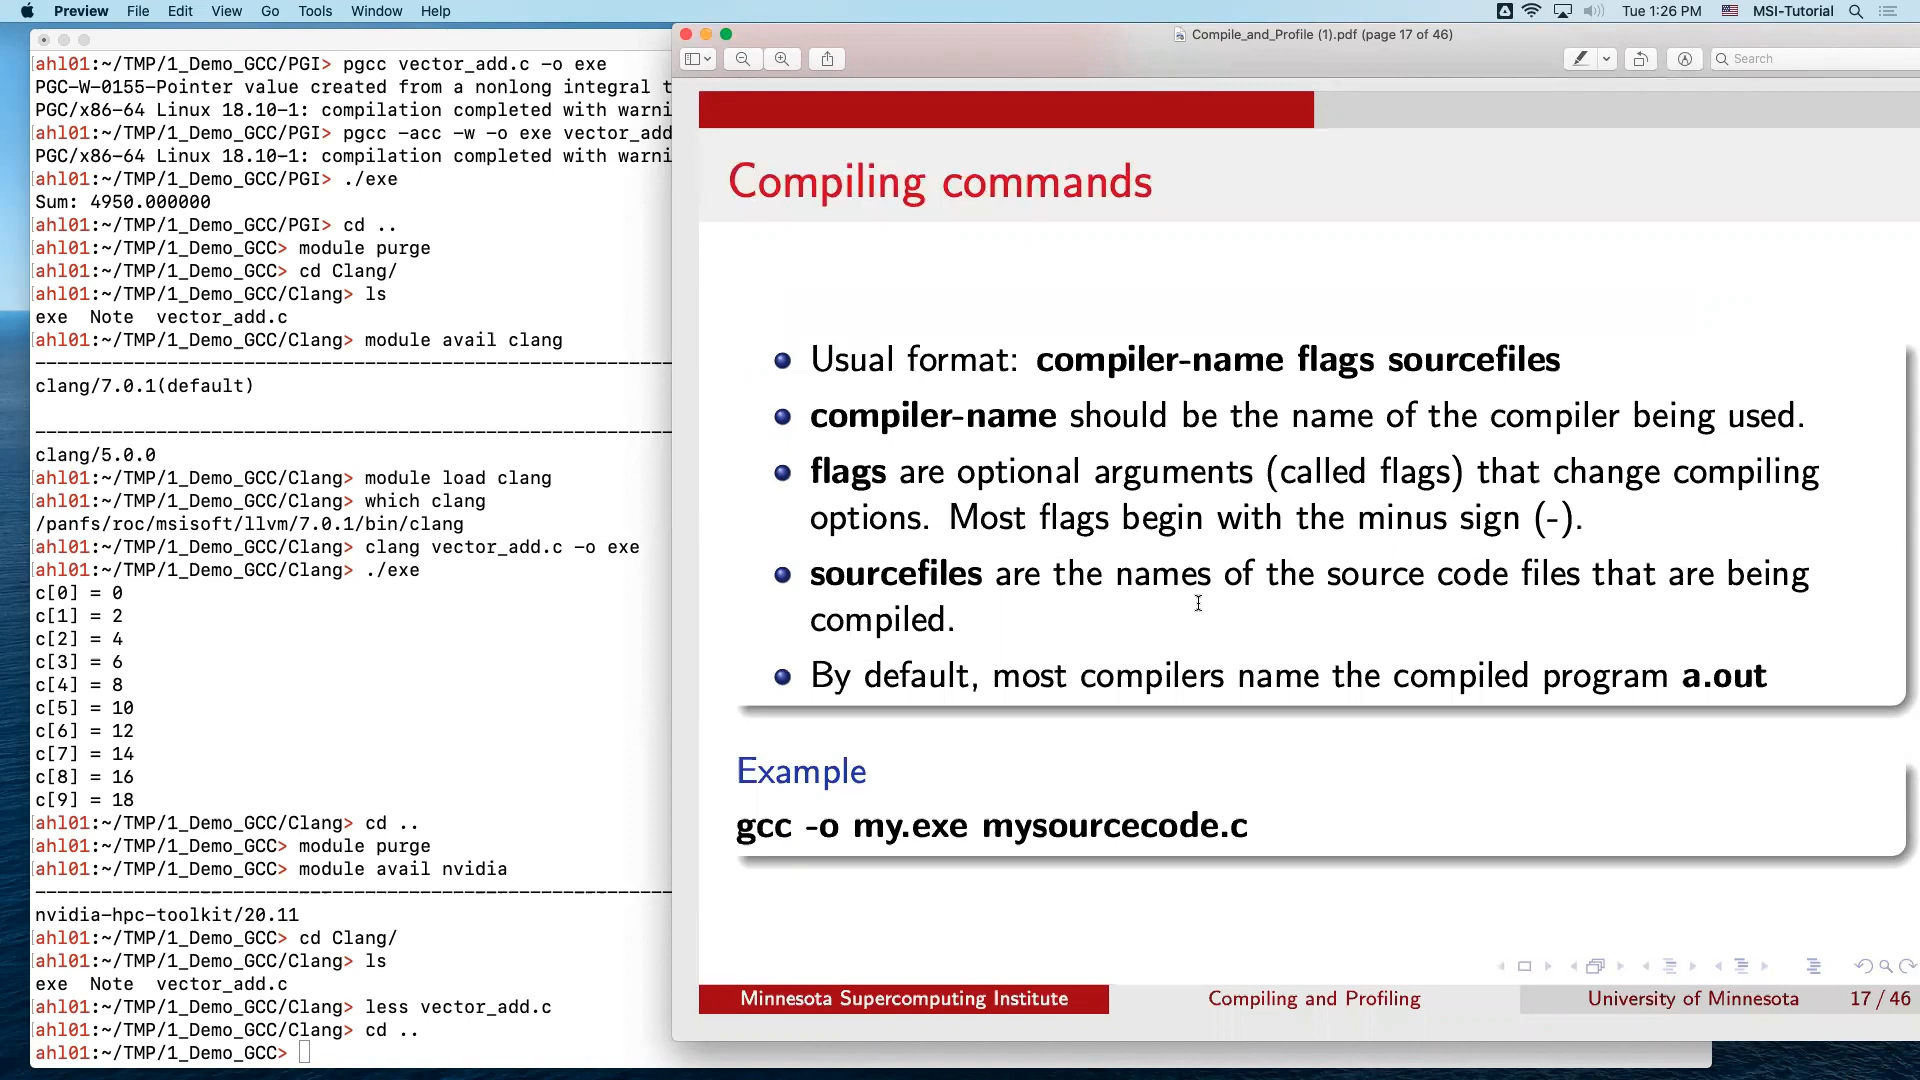 Preview File Edit View Go Tools Window Help Tue 1:26 PM MSI-Tutorial
[ahl01:~/TMP/1_Demo_GCC/PGI> pgcc vector_add.c -o exe
PGC-W-0155-Pointer value created from a nonlong integral t
PGC/x86-64 Linux 18.10-1: compilation completed with warni
[ahl01:~/TMP/1_Demo_GCC/PGI> pgcc -acc -w -o exe vector_add
PGC/x86-64 Linux 18.10-1: compilation completed with warni
[ahl01:~/TMP/1_Demo_GCC/PGI> ./exe
Sum: 4950.000000
[ahl01:~/TMP/1_Demo_GCC/PGI> cd ..
[ahl01:~/TMP/1_Demo_GCC> module purge
[ahl01:~/TMP/1_Demo_GCC> cd Clang/
[ahl01:~/TMP/1_Demo_GCC/Clang> ls
exe  Note  vector_add.c
[ahl01:~/TMP/1_Demo_GCC/Clang> module avail clang
clang/7.0.1(default)
clang/5.0.0
[ahl01:~/TMP/1_Demo_GCC/Clang> module load clang
[ahl01:~/TMP/1_Demo_GCC/Clang> which clang
/panfs/roc/msisoft/llvm/7.0.1/bin/clang
[ahl01:~/TMP/1_Demo_GCC/Clang> clang vector_add.c -o exe
[ahl01:~/TMP/1_Demo_GCC/Clang> ./exe
c[0] = 0
c[1] = 2
c[2] = 4
c[3] = 6
c[4] = 8
c[5] = 10
c[6] = 12
c[7] = 14
c[8] = 16
c[9] = 18
[ahl01:~/TMP/1_Demo_GCC/Clang> cd ..
[ahl01:~/TMP/1_Demo_GCC> module purge
[ahl01:~/TMP/1_Demo_GCC> module avail nvidia
nvidia-hpc-toolkit/20.11
[ahl01:~/TMP/1_Demo_GCC> cd Clang/
[ahl01:~/TMP/1_Demo_GCC/Clang> ls
exe  Note  vector_add.c
[ahl01:~/TMP/1_Demo_GCC/Clang> less vector_add.c
[ahl01:~/TMP/1_Demo_GCC/Clang> cd ..
ahl01:~/TMP/1_Demo_GCC>
Compile_and_Profile (1).pdf (page 17 of 46)
Search
Compiling commands
Usual format: compiler-name flags sourcefiles
compiler-name should be the name of the compiler being used.
flags are optional arguments (called flags) that change compiling
options. Most flags begin with the minus sign (-).
sourcefiles are the names of the source code files that are being
compiled.
By default, most compilers name the compiled program a.out
Example
gcc -o my.exe mysourcecode.c
Minnesota Supercomputing Institute Compiling and Profiling University of Minnesota 17 / 46